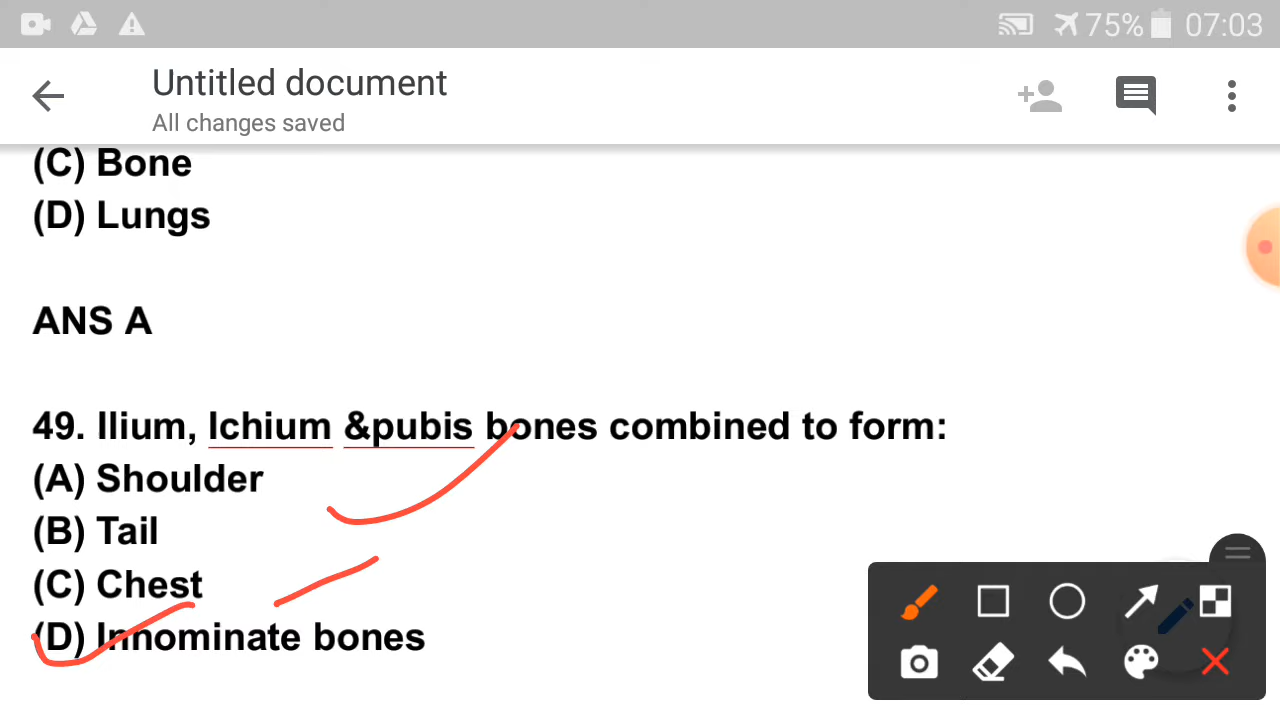 75% 07:03
Untitled document
All changes saved
(C) Bone
(D) Lungs
ANS A
49. Ilium, Ichium &pubis bones combined to form:
(A) Shoulder
(B) Tail
(C) Chest
(D) Innominate bones